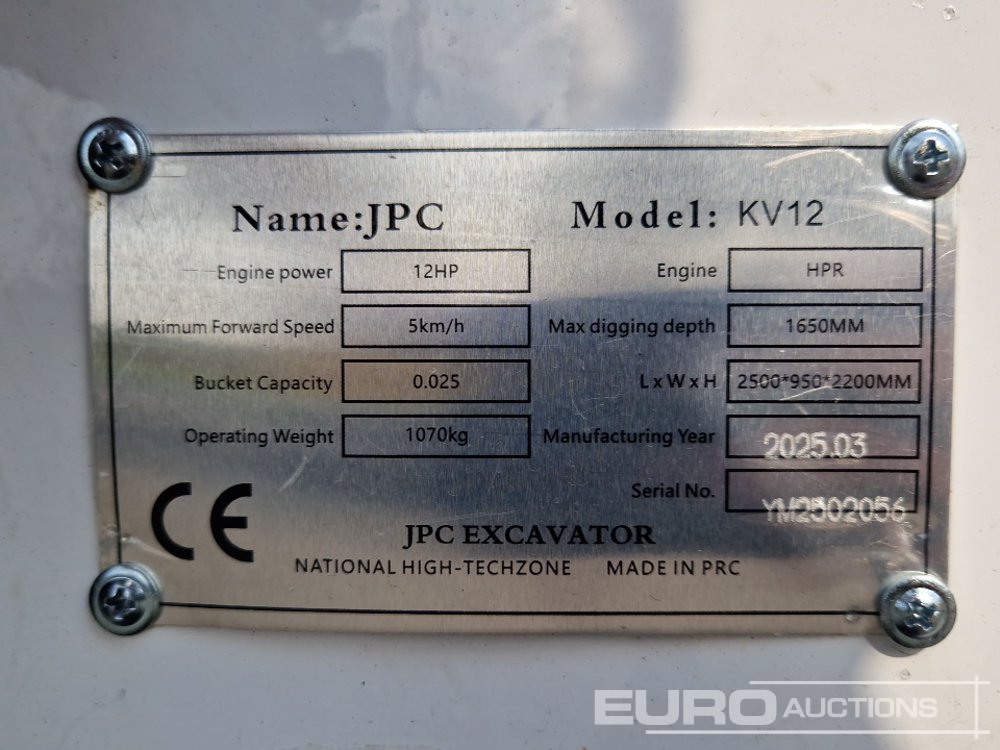 Name:JPC Model: KV12
Engine power 12HP Engine HPR
Maximum Forward Speed 5km/h Max digging depth 1650MM
Bucket Capacity 0.025 L x W x H 2500*950*2200MM
Operating Weight 1070kg Manufacturing Year 2025.03
Serial No. YM2502056
CE
JPC EXCAVATOR
NATIONAL HIGH-TECHZONE MADE IN PRC
EURO AUCTIONS